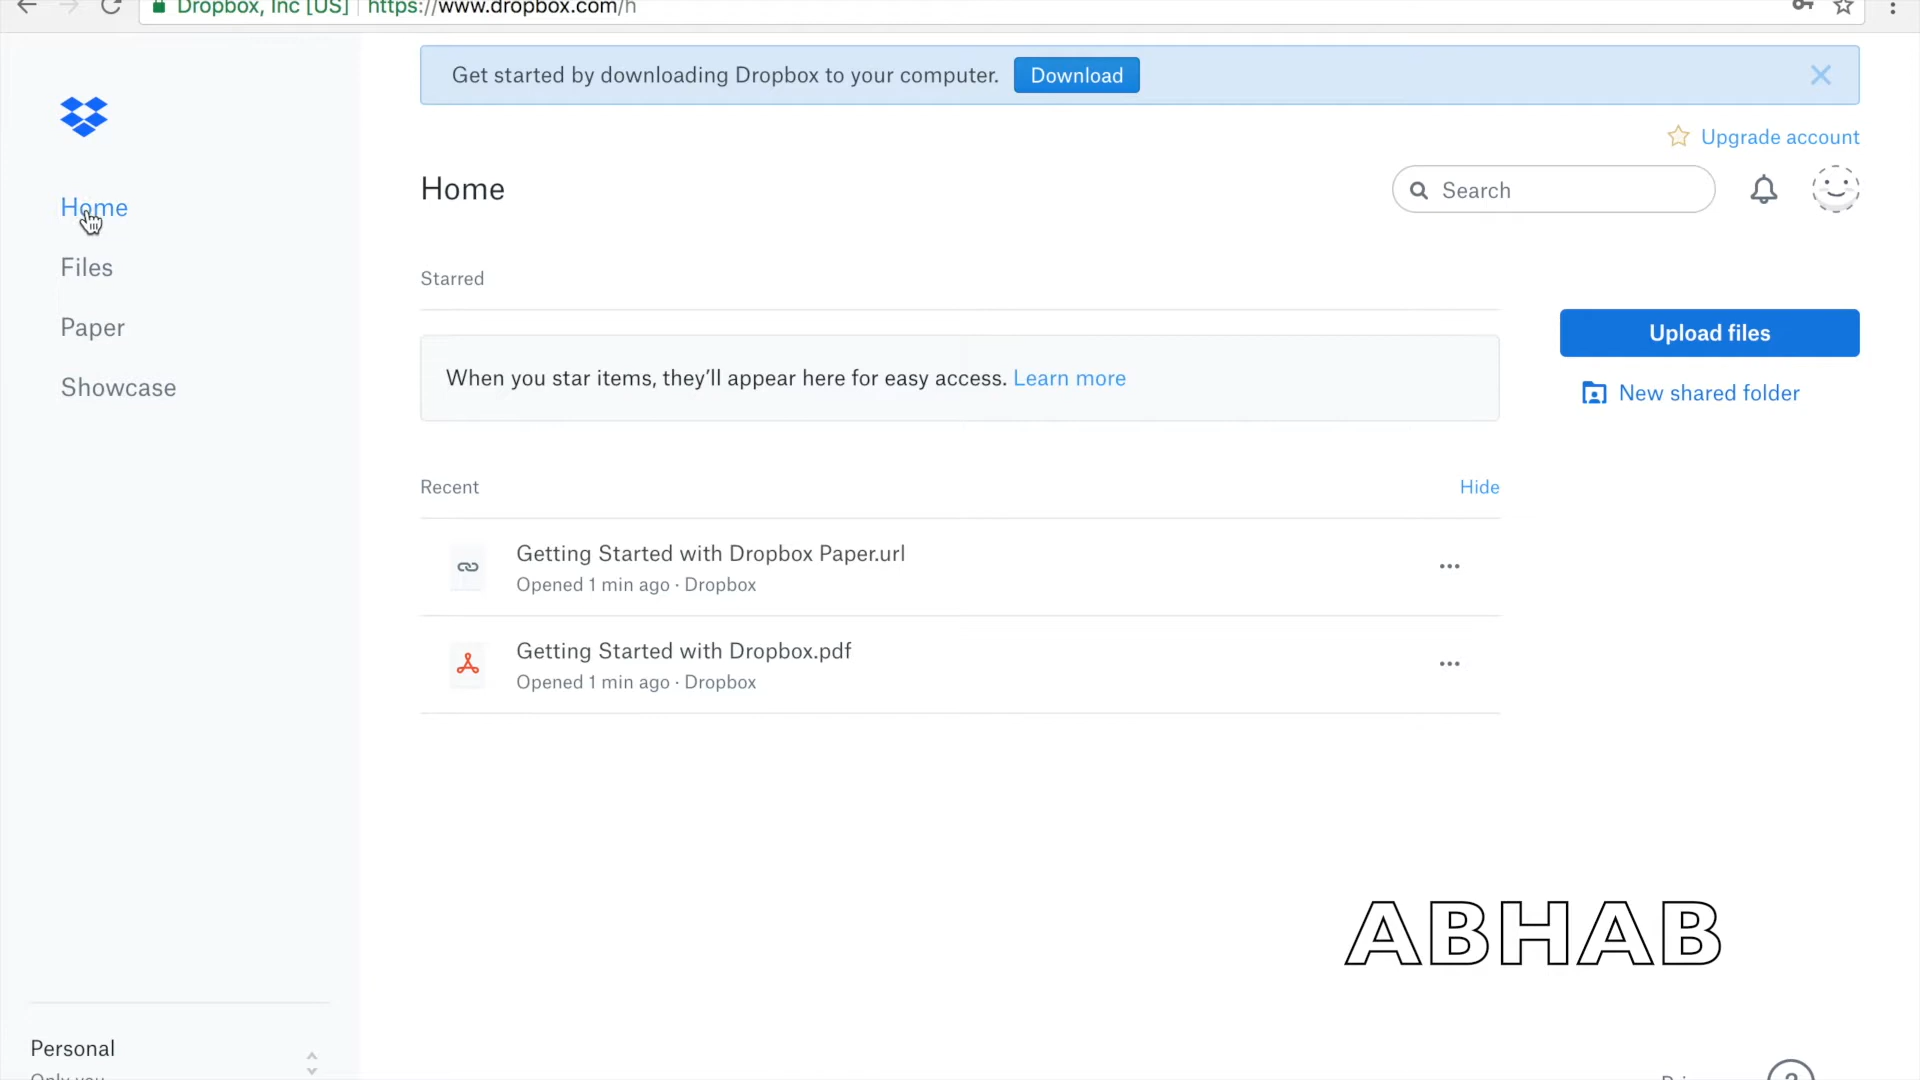 Dropbox, Inc [US] | https://www.dropbox.com/h
Get started by downloading Dropbox to your computer. Download
Upgrade account
Home
Search
Home
Files
Paper
Showcase
Starred
When you star items, they’ll appear here for easy access. Learn more
Upload files
New shared folder
Recent
Hide
Getting Started with Dropbox Paper.url
Opened 1 min ago · Dropbox
Getting Started with Dropbox.pdf
Opened 1 min ago · Dropbox
ABHAB
Personal
Only you